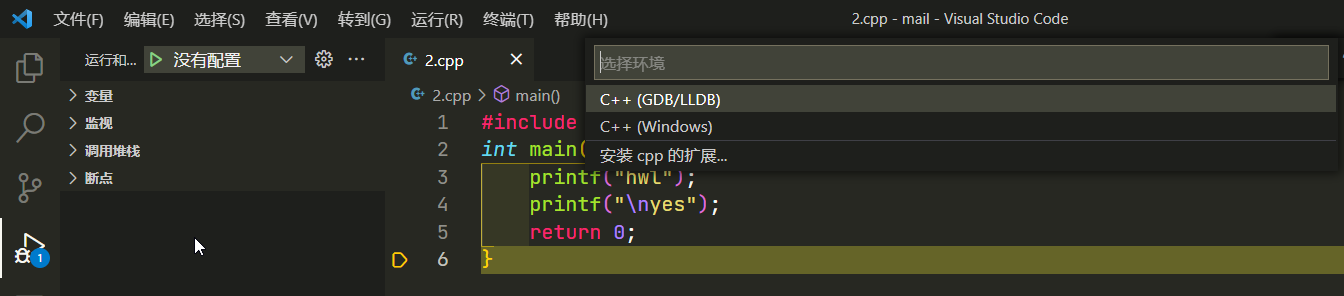 文件(F) 编辑(E) 选择(S) 查看(V) 转到(G) 运行(R) 终端(T) 帮助(H) 2.cpp - mail - Visual Studio Code
运行和... 没有配置 ···
2.cpp
选择环境
C++ (GDB/LLDB)
C++ (Windows)
安装 cpp 的扩展...
变量
监视
调用堆栈
断点
1
2.cpp > main()
1 #include
2 int main(
3 printf("hwl");
4 printf("\nyes");
5 return 0;
6 }